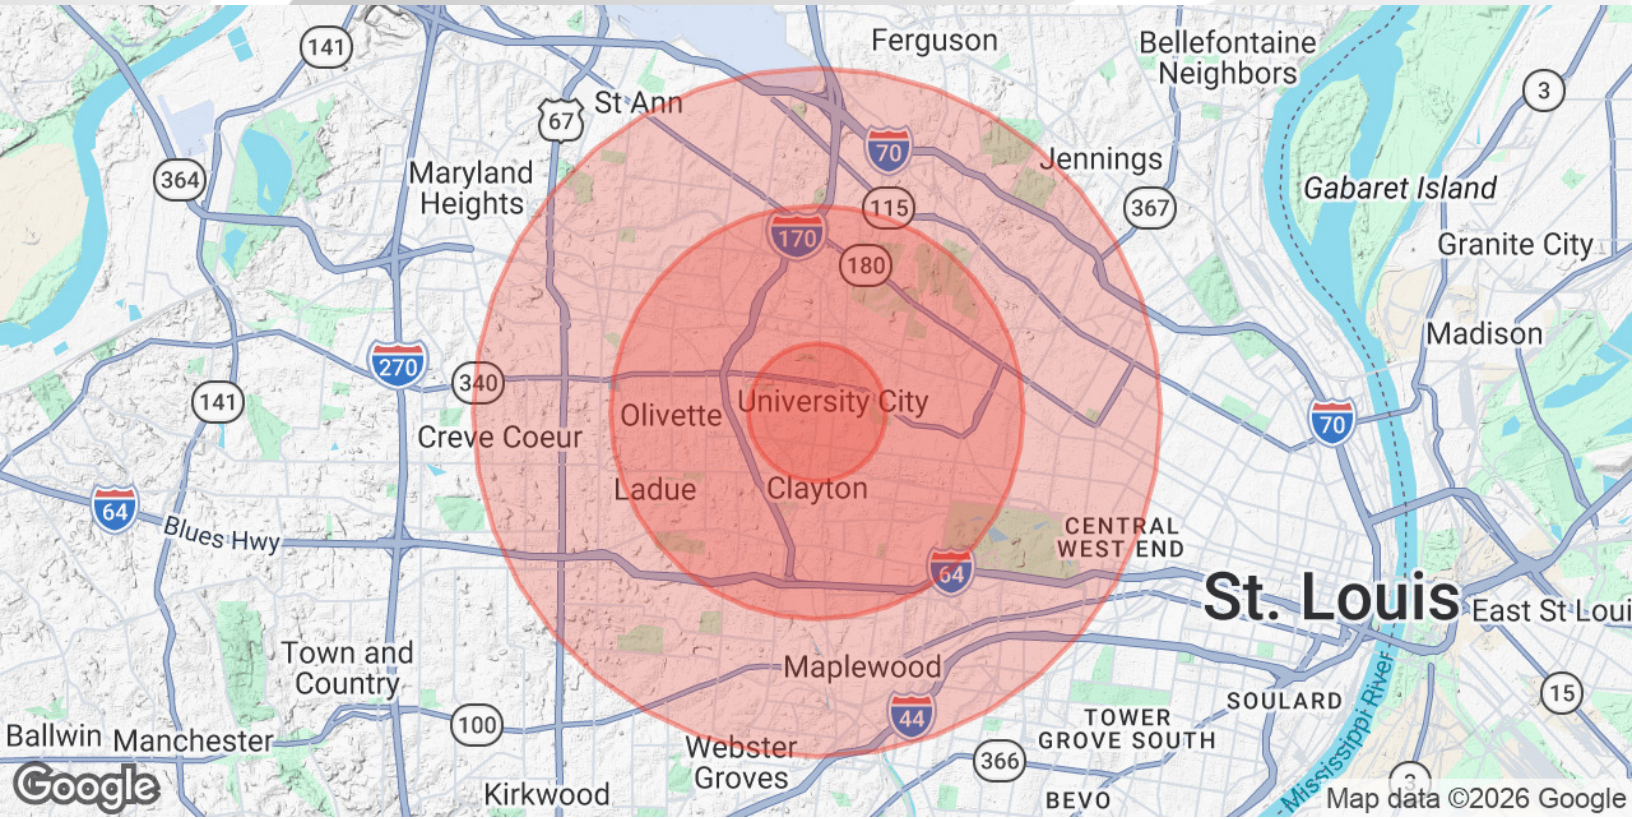 Ferguson
Bellefontaine
Neighbors
141
St Ann
67
3
70
Jennings
Maryland
Heights
364
Gabaret Island
115
367
170
Granite City
180
Madison
270
340
141
University City
Olivette
70
Creve Coeur
Ladue
Clayton
64
Blues Hwy
CENTRAL
WEST END
64
St. Louis
East St Loui
Town and
Country
Maplewood
SOULARD
15
44
100
TOWER
GROVE SOUTH
Ballwin
Manchester
Webster
Groves
366
Mississippi River
3
Google
Kirkwood
BEVO
Map data ©2026 Google